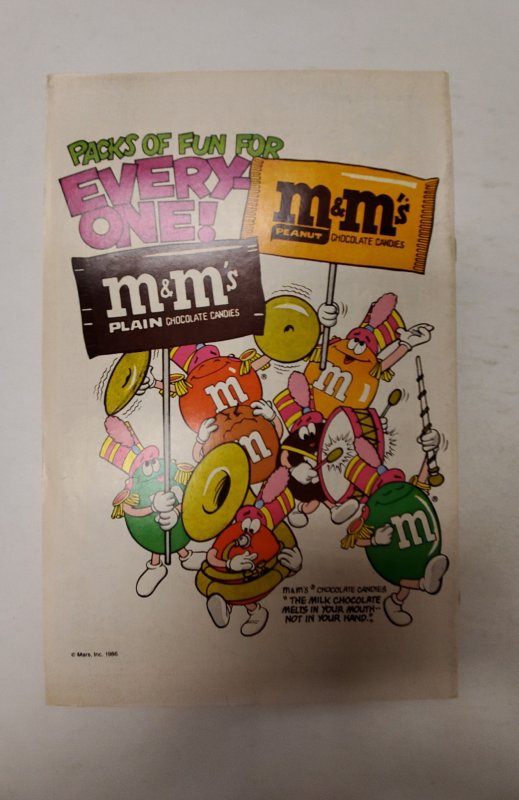 PACKS OF FUN FOR
EVERY-
ONE!
m&m's
PEANUT CHOCOLATE CANDIES
m&m's
PLAIN CHOCOLATE CANDIES
m
m
m
m
m&m's ® CHOCOLATE CANDIES
"THE MILK CHOCOLATE
MELTS IN YOUR MOUTH-
NOT IN YOUR HAND."
© Mars, Inc. 1986